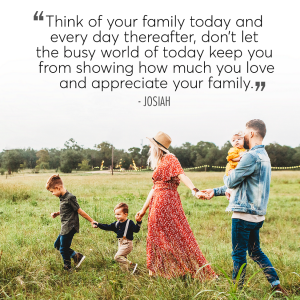 “Think of your family today and
every day thereafter, don't let
the busy world of today keep you
from showing how much you love
and appreciate your family.”
- JOSIAH